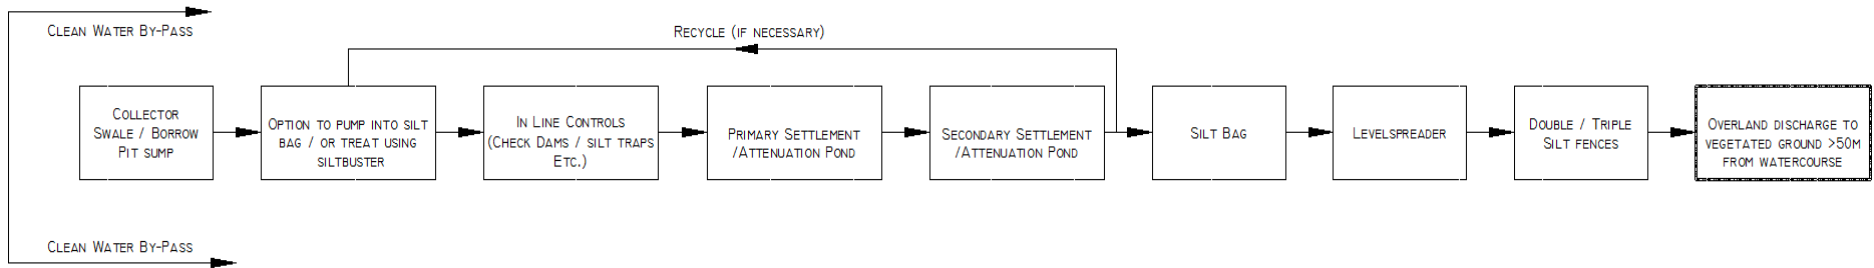 Clean Water By-Pass
Recycle (if necessary)
Collector
Swale / Borrow
Pit sump
Option to pump into silt
bag / or treat using
siltbuster
In Line Controls
(Check Dams / silt traps
Etc.)
Primary Settlement
/Attenuation Pond
Secondary Settlement
/Attenuation Pond
Silt Bag
Levelspreader
Double / Triple
Silt fences
Overland discharge to
vegetated ground >50m
from watercourse
Clean Water By-Pass